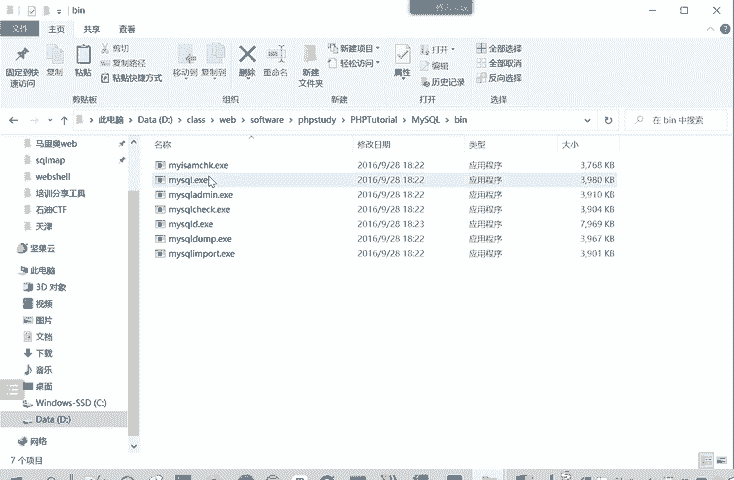 bin
文件 主页 共享 查看
固定到快速访问 复制 粘贴 剪切 复制路径 粘贴快捷方式 移动到 复制到 删除 重命名 新建文件夹 新建项目 轻松访问 属性 打开 编辑 历史记录 全部选择 全部取消 反向选择
剪贴板 组织 新建 打开 选择
此电脑 > Data (D:) > class > web > software > phpstudy > PHPTutorial > MySQL > bin 在 bin 中搜索
名称 修改日期 类型 大小
马里奥web
sqlmap
webshell
培训分享工具
石油CTF
天津
坚果云
此电脑
3D 对象
视频
图片
文档
下载
音乐
桌面
Windows-SSD (C:)
Data (D:)
网络
myisamchk.exe 2016/9/28 18:22 应用程序 3,768 KB
mysql.exe 2016/9/28 18:22 应用程序 3,980 KB
mysqladmin.exe 2016/9/28 18:22 应用程序 3,910 KB
mysqlcheck.exe 2016/9/28 18:22 应用程序 3,904 KB
mysqld.exe 2016/9/28 18:23 应用程序 7,969 KB
mysqldump.exe 2016/9/28 18:22 应用程序 3,967 KB
mysqlimport.exe 2016/9/28 18:22 应用程序 3,901 KB
7 个项目